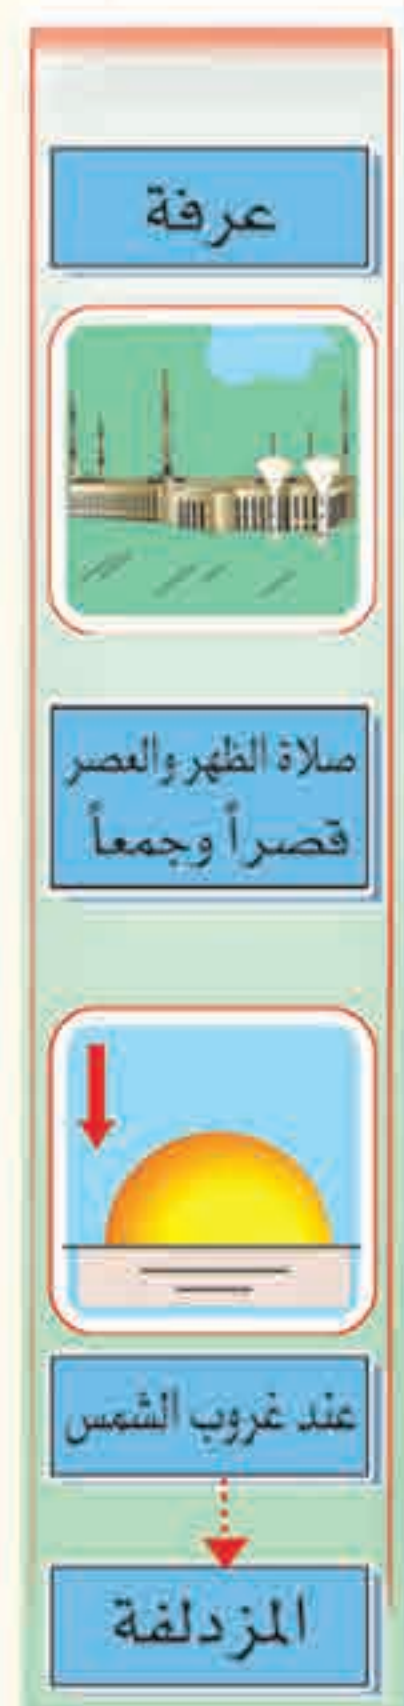 عرفة
صلاة الظهر والعصر
قصراً وجمعاً
عند غروب الشمس
المزدلفة